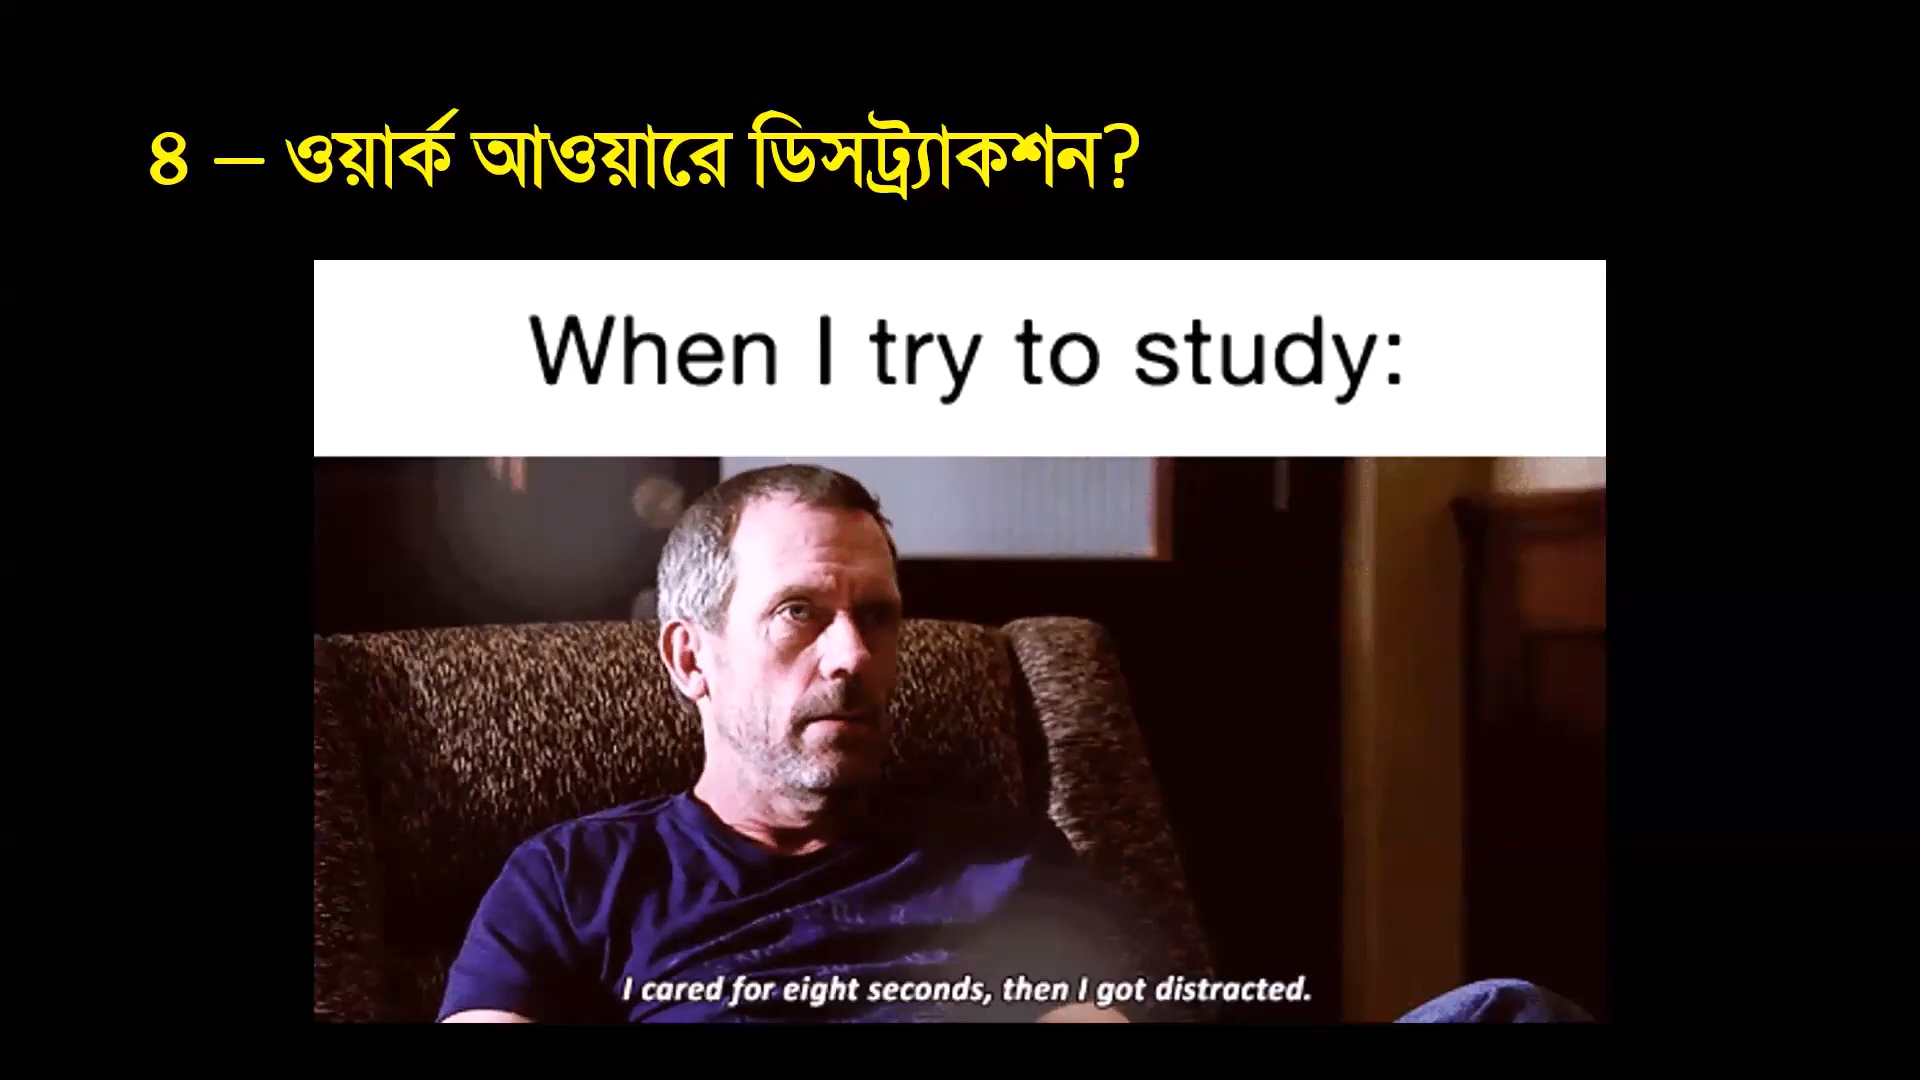 ৪ – ওয়ার্ক আওয়ারে ডিসট্র্যাকশন?
When I try to study:
I cared for eight seconds, then I got distracted.